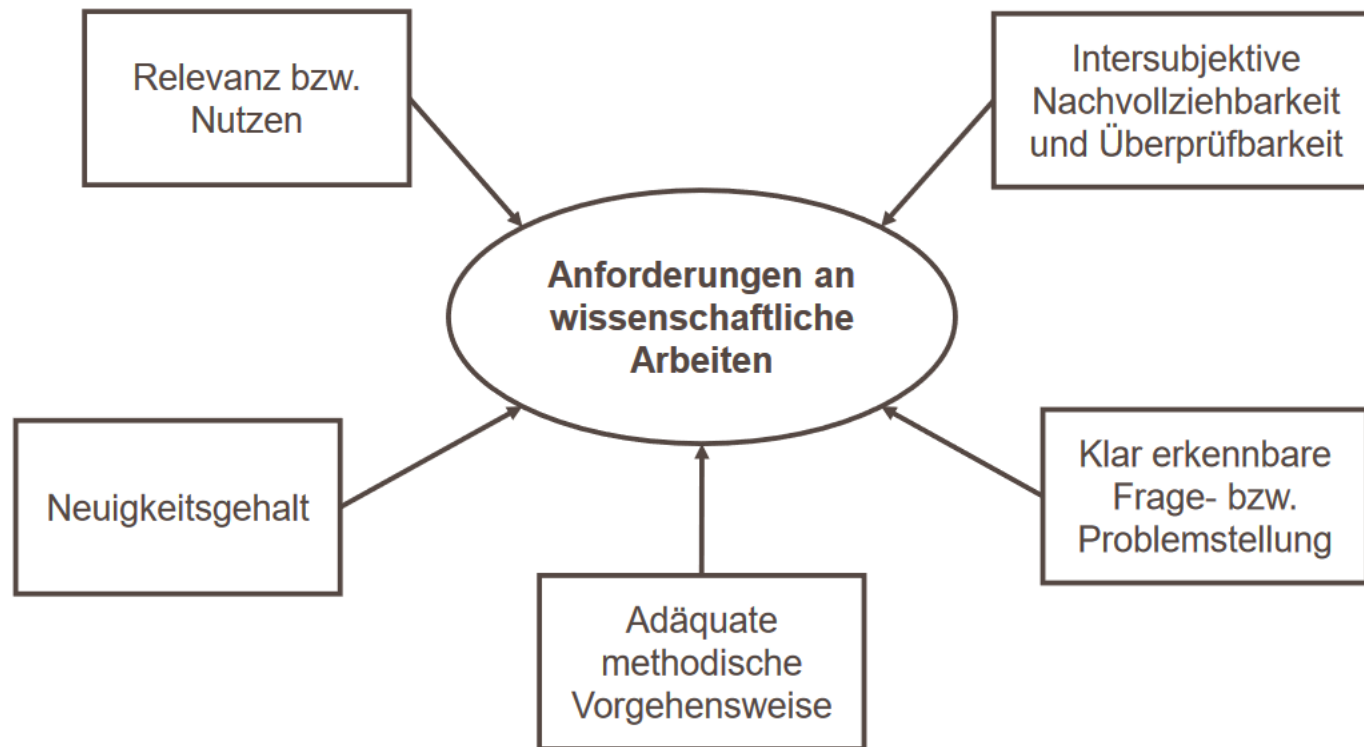 Relevanz bzw.
Nutzen
Intersubjektive
Nachvollziehbarkeit
und Überprüfbarkeit
Anforderungen an
wissenschaftliche
Arbeiten
Neuigkeitsgehalt
Klar erkennbare
Frage- bzw.
Problemstellung
Adäquate
methodische
Vorgehensweise